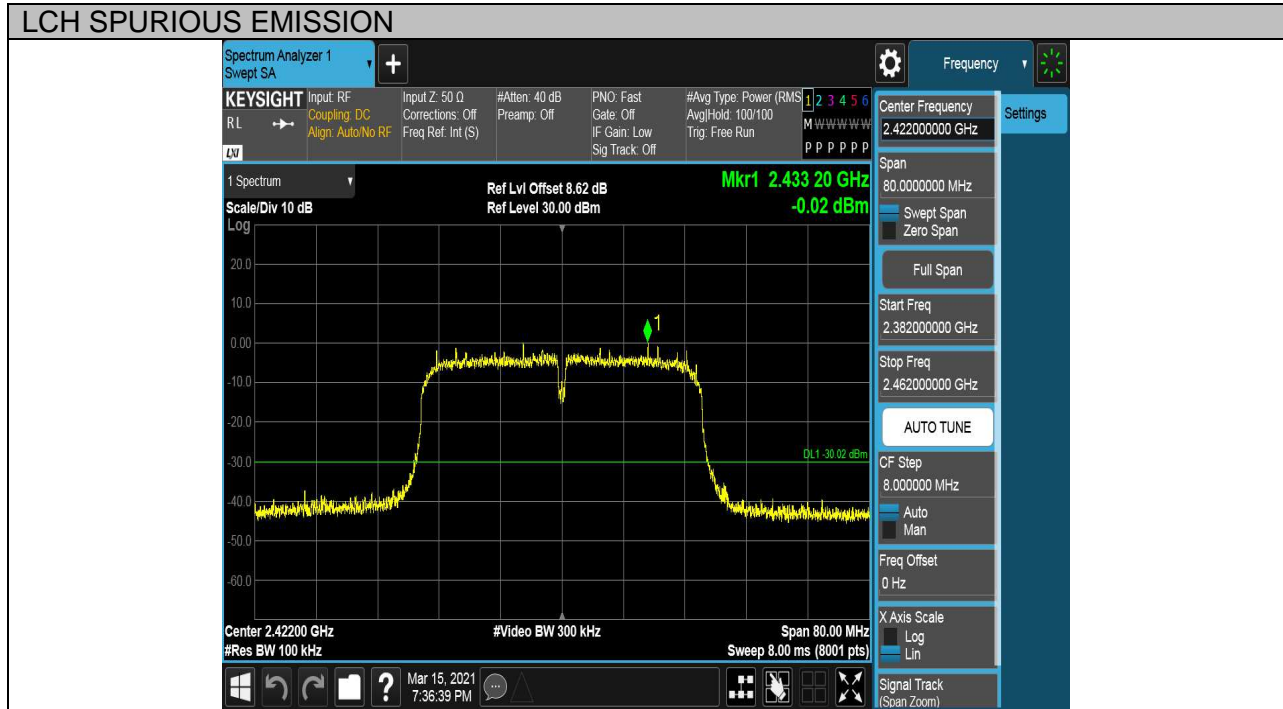 LCH SPURIOUS EMISSION
Spectrum Analyzer 1
Swept SA
+
Frequency
KEYSIGHT
RL
LXI
Input: RF
Coupling: DC
Align: Auto/No RF
Input Z: 50 Ω
Corrections: Off
Freq Ref: Int (S)
#Atten: 40 dB
Preamp: Off
PNO: Fast
Gate: Off
IF Gain: Low
Sig Track: Off
#Avg Type: Power (RMS
Avg|Hold: 100/100
Trig: Free Run
1 2 3 4 5 6
M W W W W W
P P P P P P
1 Spectrum
Scale/Div 10 dB
Log
Ref Lvl Offset 8.62 dB
Ref Level 30.00 dBm
Mkr1 2.433 20 GHz
-0.02 dBm
20.0
10.0
0.00
-10.0
-20.0
-30.0
-40.0
-50.0
-60.0
1
DL1 -30.02 dBm
Center 2.42200 GHz
#Res BW 100 kHz
#Video BW 300 kHz
Span 80.00 MHz
Sweep 8.00 ms (8001 pts)
?
Mar 15, 2021
7:36:39 PM
Center Frequency
2.422000000 GHz
Settings
Span
80.0000000 MHz
Swept Span
Zero Span
Full Span
Start Freq
2.382000000 GHz
Stop Freq
2.462000000 GHz
AUTO TUNE
CF Step
8.000000 MHz
Auto
Man
Freq Offset
0 Hz
X Axis Scale
Log
Lin
Signal Track
(Span Zoom)